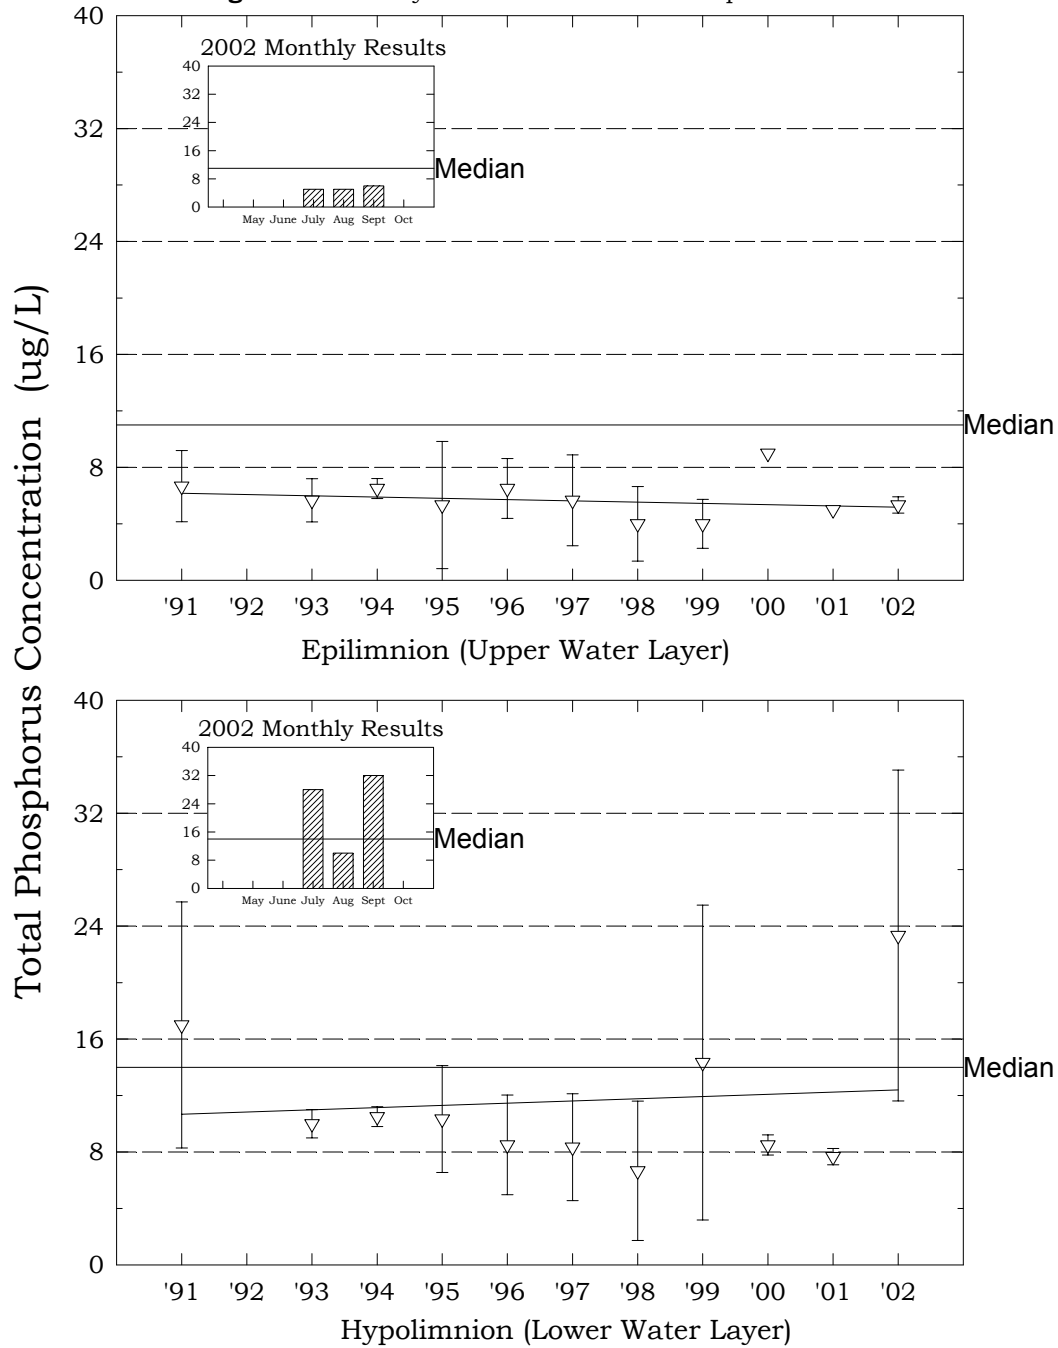 40
2002 Monthly Results
40
32
24
16
8
0
Median
May June July Aug Sept Oct
32
24
16
Median
8
0
'91 '92 '93 '94 '95 '96 '97 '98 '99 '00 '01 '02
Epilimnion (Upper Water Layer)
Total Phosphorus Concentration (ug/L)
40
2002 Monthly Results
40
32
24
16
8
0
Median
May June July Aug Sept Oct
32
24
16
Median
8
0
'91 '92 '93 '94 '95 '96 '97 '98 '99 '00 '01 '02
Hypolimnion (Lower Water Layer)